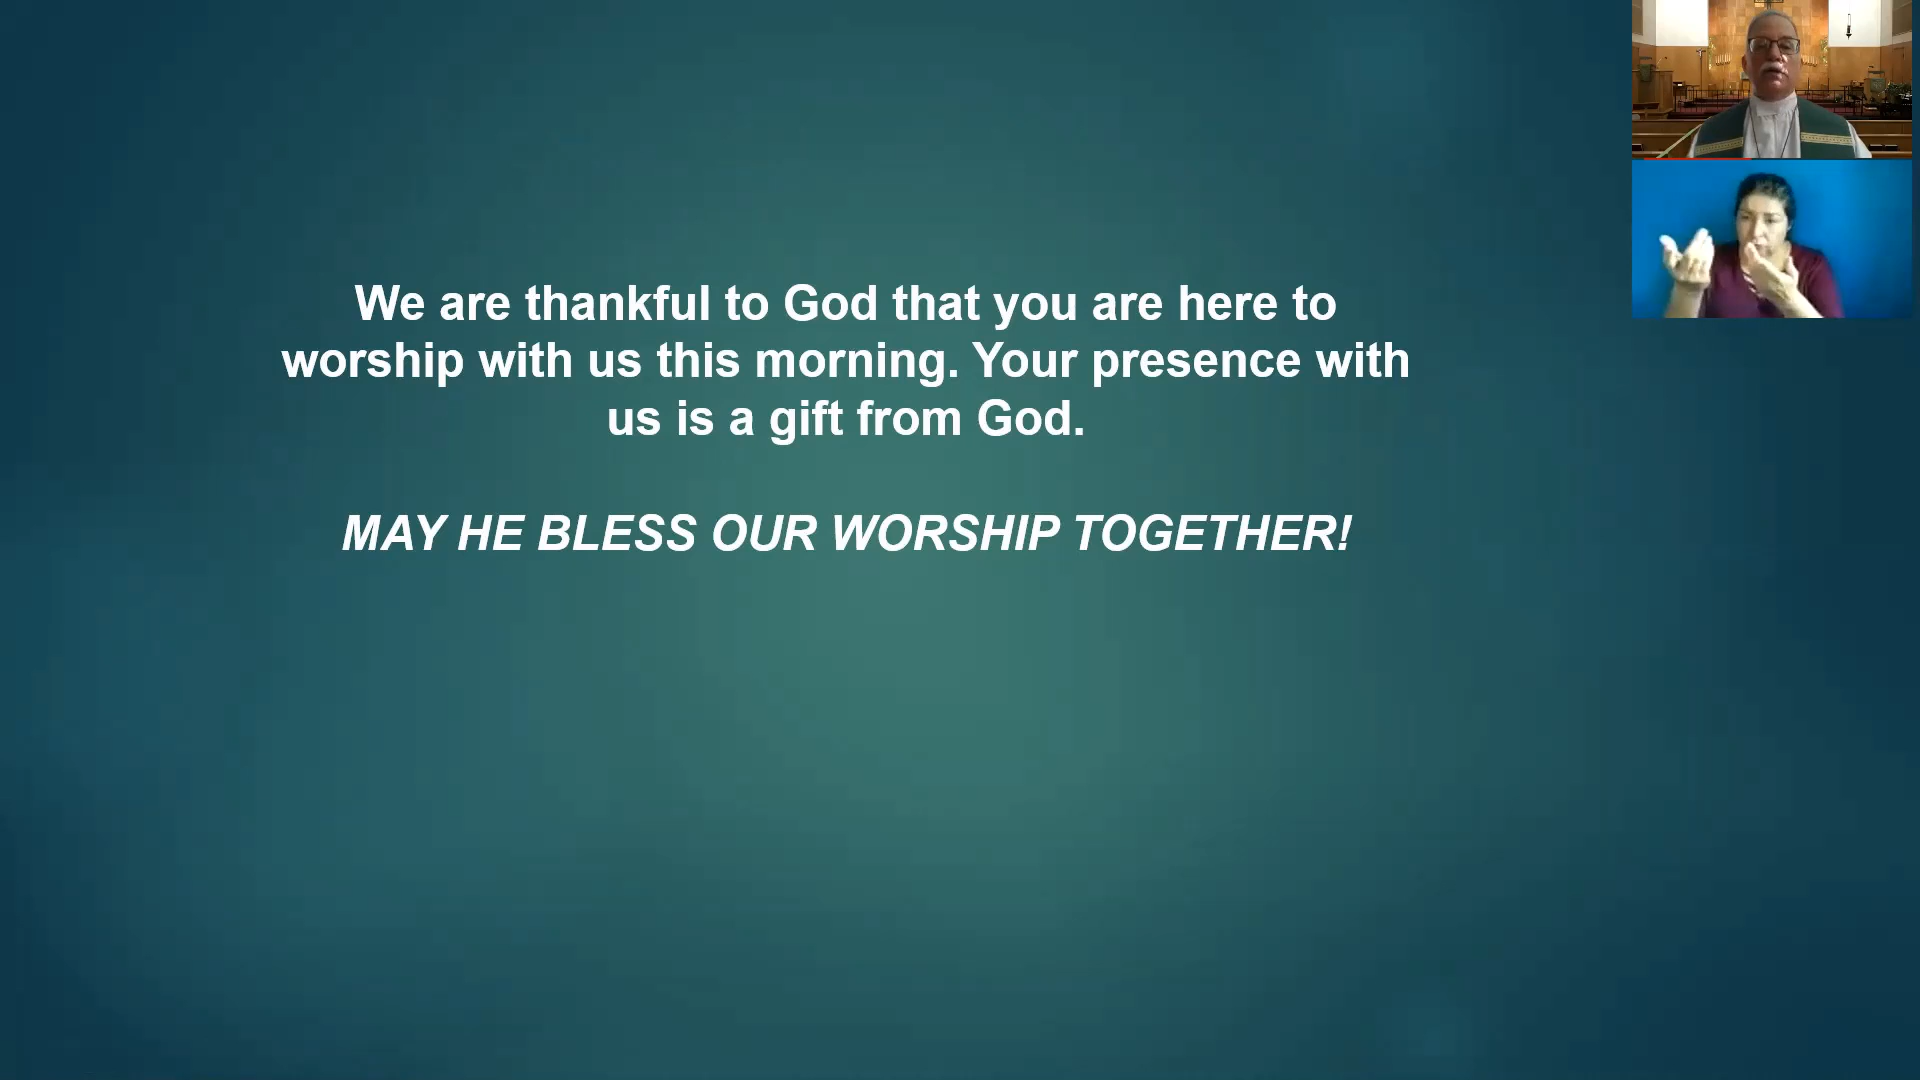 We are thankful to God that you are here to
worship with us this morning. Your presence with
us is a gift from God.
MAY HE BLESS OUR WORSHIP TOGETHER!